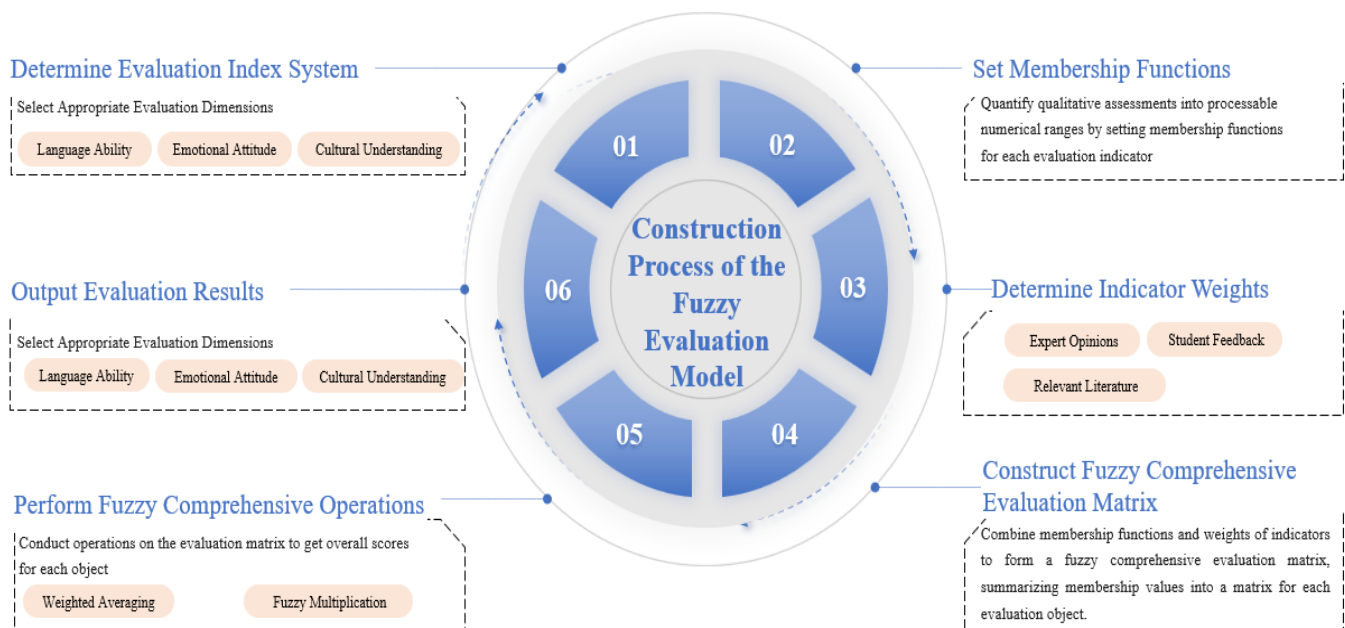 Determine Evaluation Index System
Select Appropriate Evaluation Dimensions
Language Ability
Emotional Attitude
Cultural Understanding
Set Membership Functions
Quantify qualitative assessments into processable
numerical ranges by setting membership functions
for each evaluation indicator
01
02
03
04
05
06
Construction
Process of the
Fuzzy
Evaluation
Model
Output Evaluation Results
Select Appropriate Evaluation Dimensions
Language Ability
Emotional Attitude
Cultural Understanding
Determine Indicator Weights
Expert Opinions
Student Feedback
Relevant Literature
Perform Fuzzy Comprehensive Operations
Conduct operations on the evaluation matrix to get overall scores
for each object
Weighted Averaging
Fuzzy Multiplication
Construct Fuzzy Comprehensive
Evaluation Matrix
Combine membership functions and weights of indicators
to form a fuzzy comprehensive evaluation matrix,
summarizing membership values into a matrix for each
evaluation object.